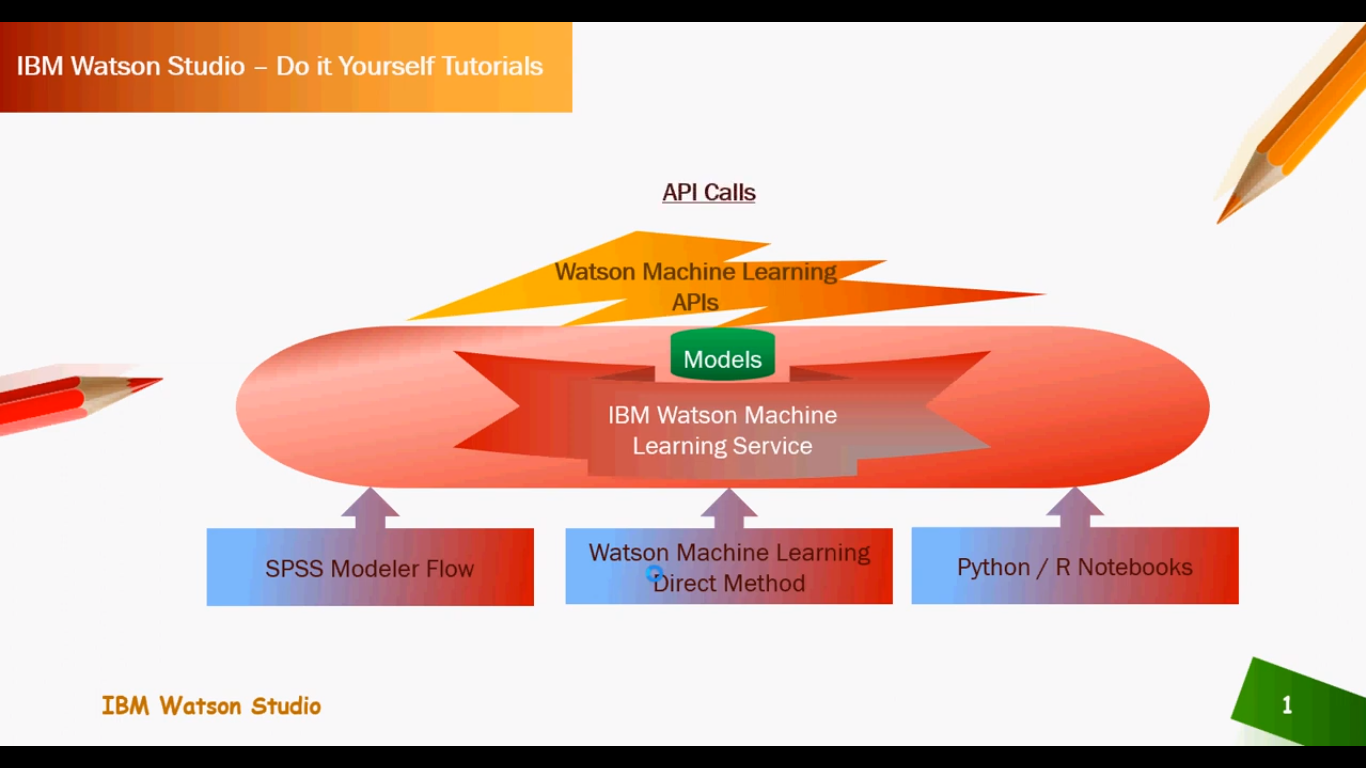 IBM Watson Studio – Do it Yourself Tutorials
API Calls
Watson Machine Learning
APIs
Models
IBM Watson Machine
Learning Service
SPSS Modeler Flow
Watson Machine Learning
Direct Method
Python / R Notebooks
IBM Watson Studio
1